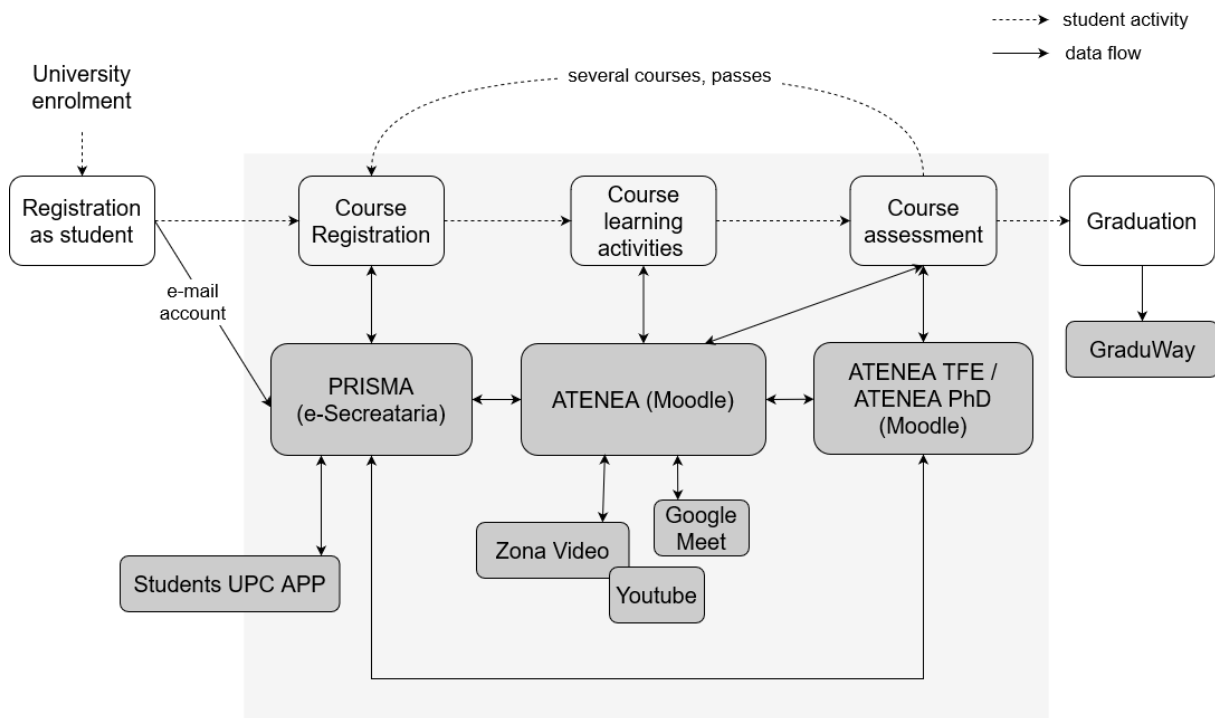 student activity
data flow
University
enrolment
several courses, passes
Registration
as student
Course
Registration
Course
learning
activities
Course
assessment
Graduation
e-mail
account
PRISMA
(e-Secreataria)
ATENEA (Moodle)
ATENEA TFE /
ATENEA PhD
(Moodle)
GraduWay
Students UPC APP
Zona Video
Google
Meet
Youtube